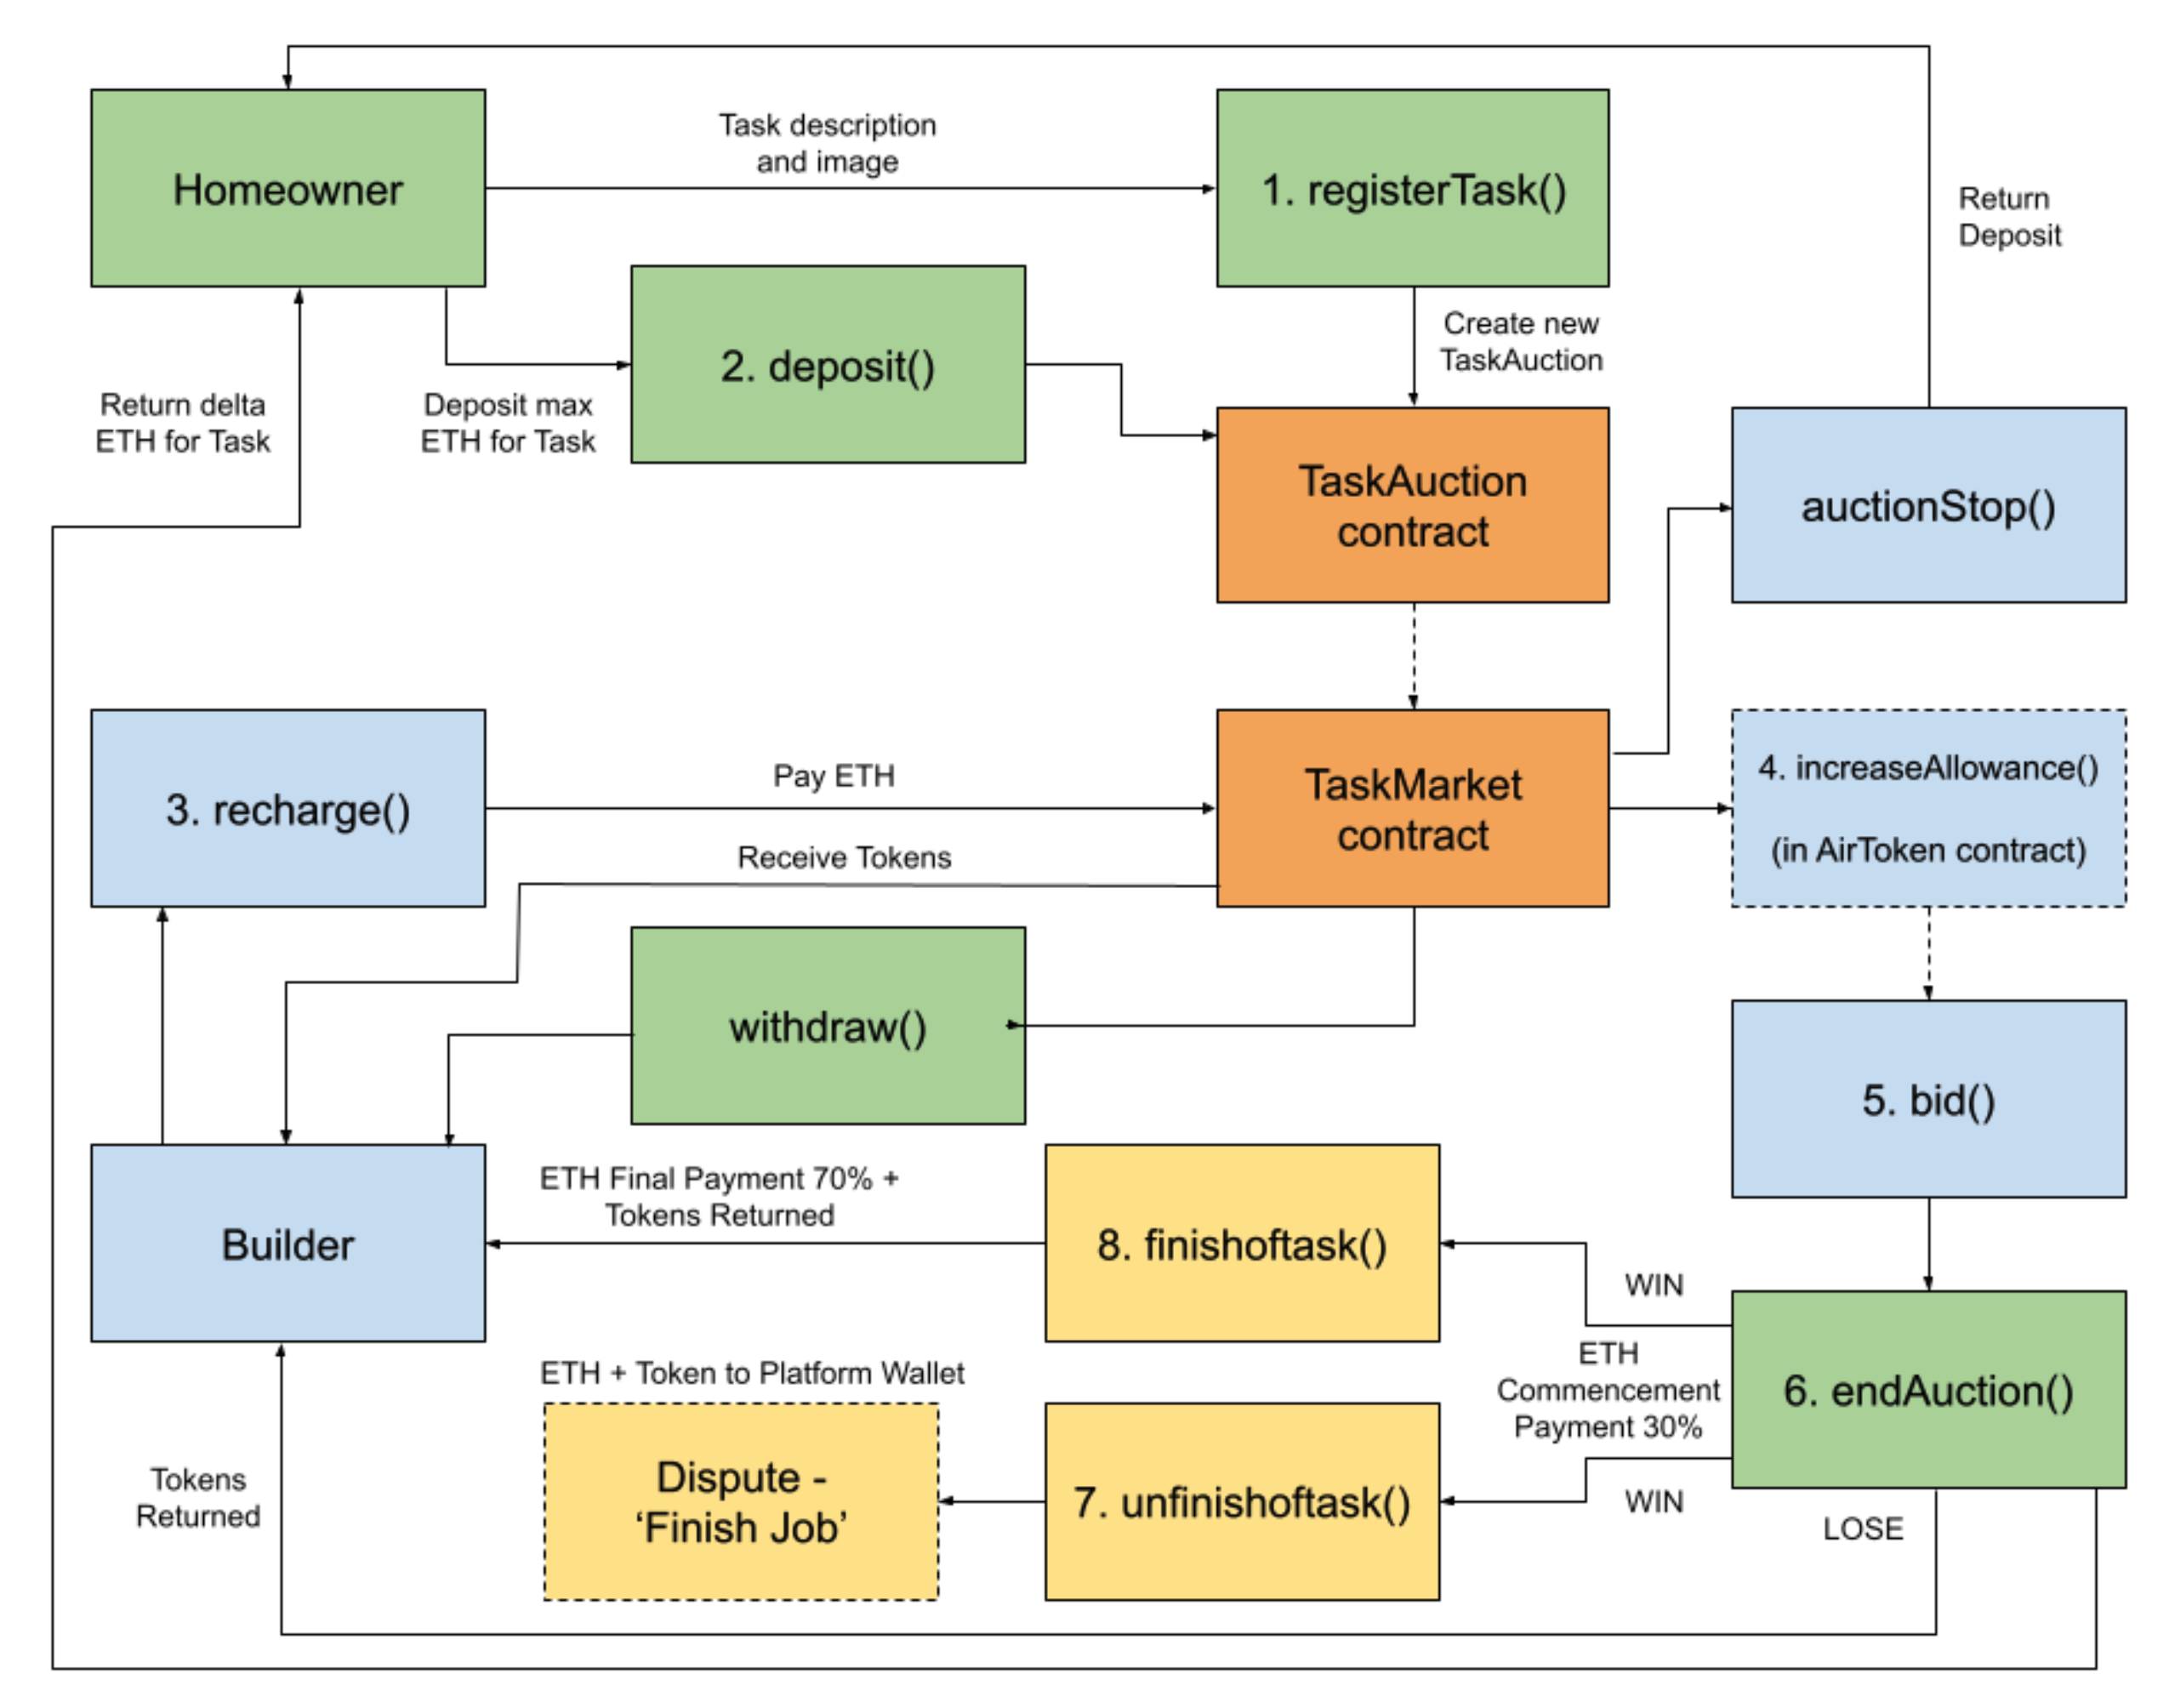 Homeowner
Task description
and image
1. registerTask()
Return
Deposit
2. deposit()
Create new
TaskAuction
Return delta
ETH for Task
Deposit max
ETH for Task
TaskAuction
contract
auctionStop()
3. recharge()
Pay ETH
Receive Tokens
TaskMarket
contract
4. increaseAllowance()
(in AirToken contract)
withdraw()
5. bid()
Builder
ETH Final Payment 70% +
Tokens Returned
8. finishoftask()
WIN
ETH
Commencement
Payment 30%
6. endAuction()
ETH + Token to Platform Wallet
Dispute -
‘Finish Job’
7. unfinishoftask()
WIN
LOSE
Tokens
Returned